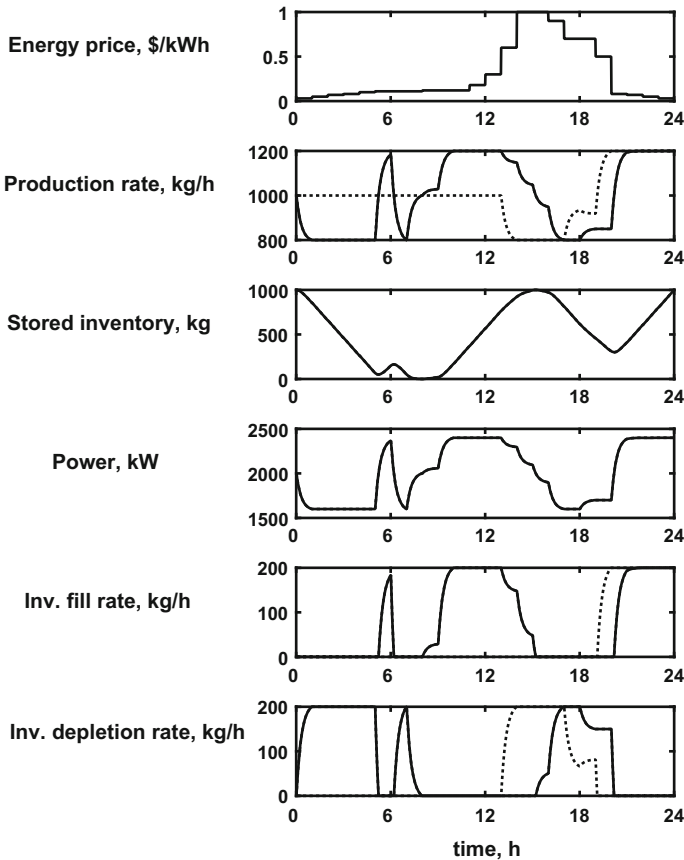 Energy price, $/kWh
1
0.5
0
0 6 12 18 24
Production rate, kg/h
1200
1000
800
0 6 12 18 24
Stored inventory, kg
1000
500
0
0 6 12 18 24
Power, kW
2500
2000
1500
0 6 12 18 24
Inv. fill rate, kg/h
200
100
0
0 6 12 18 24
Inv. depletion rate, kg/h
200
100
0
0 6 12 18 24
time, h